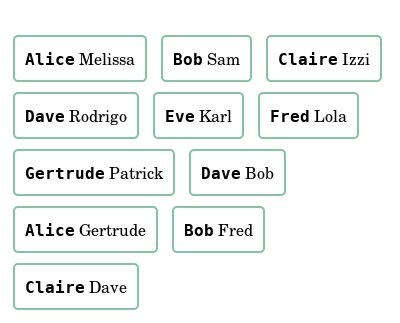 Alice Melissa Bob Sam Claire Izzi
Dave Rodrigo Eve Karl Fred Lola
Gertrude Patrick Dave Bob
Alice Gertrude Bob Fred
Claire Dave